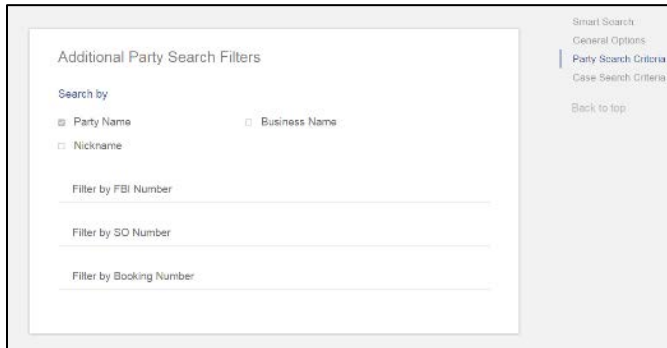 Additional Party Search Filters
Search by
Party Name
Business Name
Nickname
Filter by FBI Number
Filter by SO Number
Filter by Booking Number
Smart Search
General Options
Party Search Criteria
Case Search Criteria
Back to top